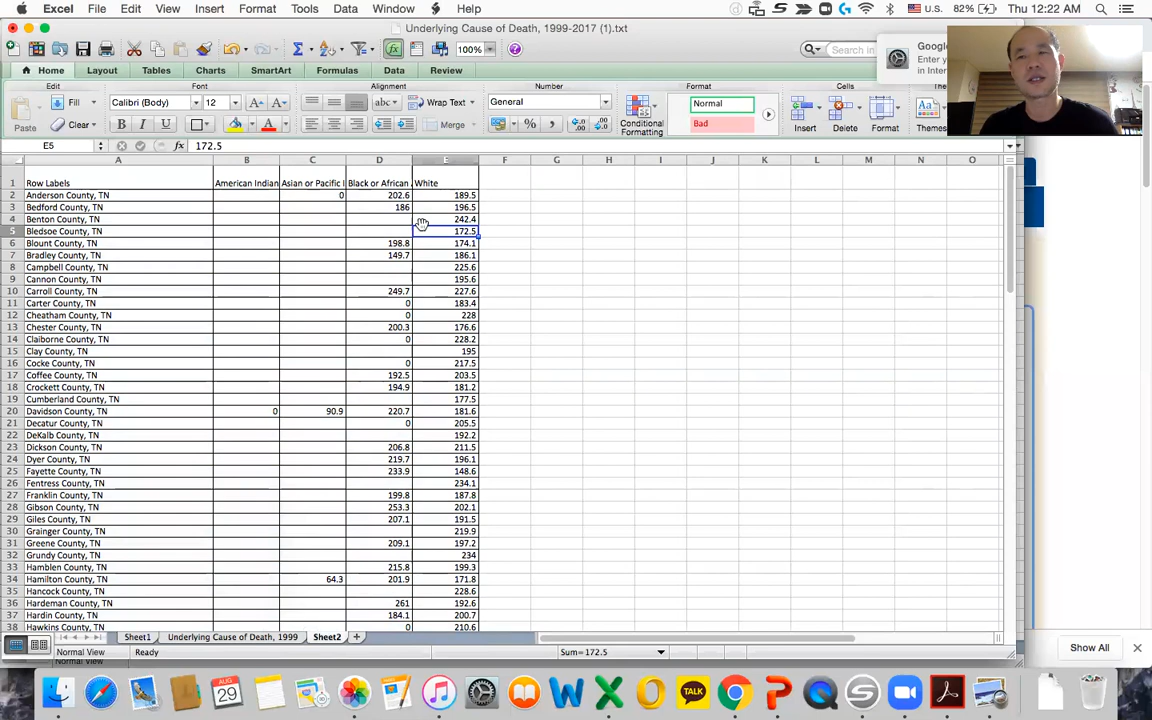 Excel File Edit View Insert Format Tools Data Window Help U.S. 82% Thu 12:22 AM
Underlying Cause of Death, 1999-2017 (1).txt
100% Search in
Google
Enter y
in Inter
Home Layout Tables Charts SmartArt Formulas Data Review
Edit Font Alignment Number Format Cells Themes
Paste Fill Calibri (Body) 12 A A abc Wrap Text General Conditional Formatting Normal Insert Delete Format Themes Aa
Clear B I U A Merge % Bad
E5 fx 172.5
A B C D E F G H I J K L M N O
1 Row Labels American Indian Asian or Pacific I Black or African White
2 Anderson County, TN 0 202.6 189.5
3 Bedford County, TN 186 196.5
4 Benton County, TN 242.4
5 Bledsoe County, TN 172.5
6 Blount County, TN 198.8 174.1
7 Bradley County, TN 149.7 186.1
8 Campbell County, TN 225.6
9 Cannon County, TN 195.6
10 Carroll County, TN 249.7 227.6
11 Carter County, TN 0 183.4
12 Cheatham County, TN 0 228
13 Chester County, TN 200.3 176.6
14 Claiborne County, TN 0 228.2
15 Clay County, TN 195
16 Cocke County, TN 0 217.5
17 Coffee County, TN 192.5 203.5
18 Crockett County, TN 194.9 181.2
19 Cumberland County, TN 177.5
20 Davidson County, TN 0 90.9 220.7 181.6
21 Decatur County, TN 0 205.5
22 DeKalb County, TN 192.2
23 Dickson County, TN 206.8 211.5
24 Dyer County, TN 219.7 196.1
25 Fayette County, TN 233.9 148.6
26 Fentress County, TN 234.1
27 Franklin County, TN 199.8 187.8
28 Gibson County, TN 253.3 202.1
29 Giles County, TN 207.1 191.5
30 Grainger County, TN 219.9
31 Greene County, TN 209.1 197.2
32 Grundy County, TN 234
33 Hamblen County, TN 215.8 199.3
34 Hamilton County, TN 64.3 201.9 171.8
35 Hancock County, TN 228.6
36 Hardeman County, TN 261 192.6
37 Hardin County, TN 184.1 200.7
38 Hawkins County, TN 0 210.6
Sheet1 Underlying Cause of Death, 1999 Sheet2
Normal View Ready Sum=172.5 Show All
Normal View
AUG
29
TALK